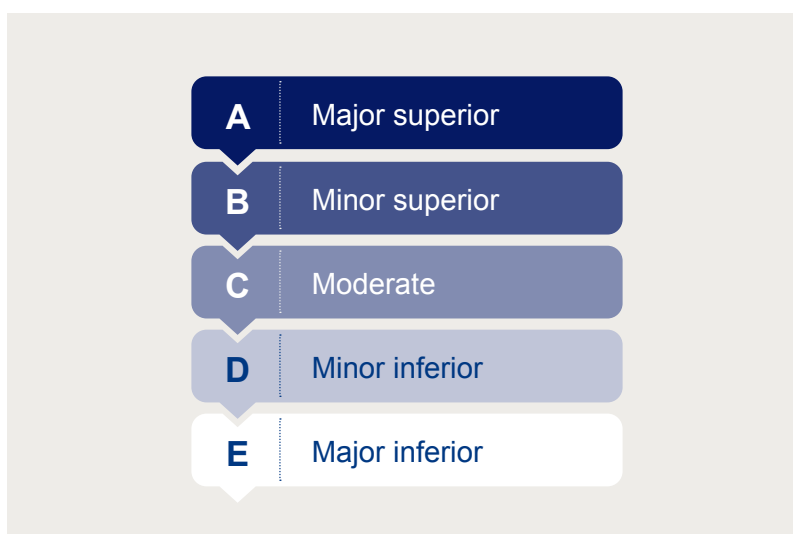 A Major superior
B Minor superior
C Moderate
D Minor inferior
E Major inferior